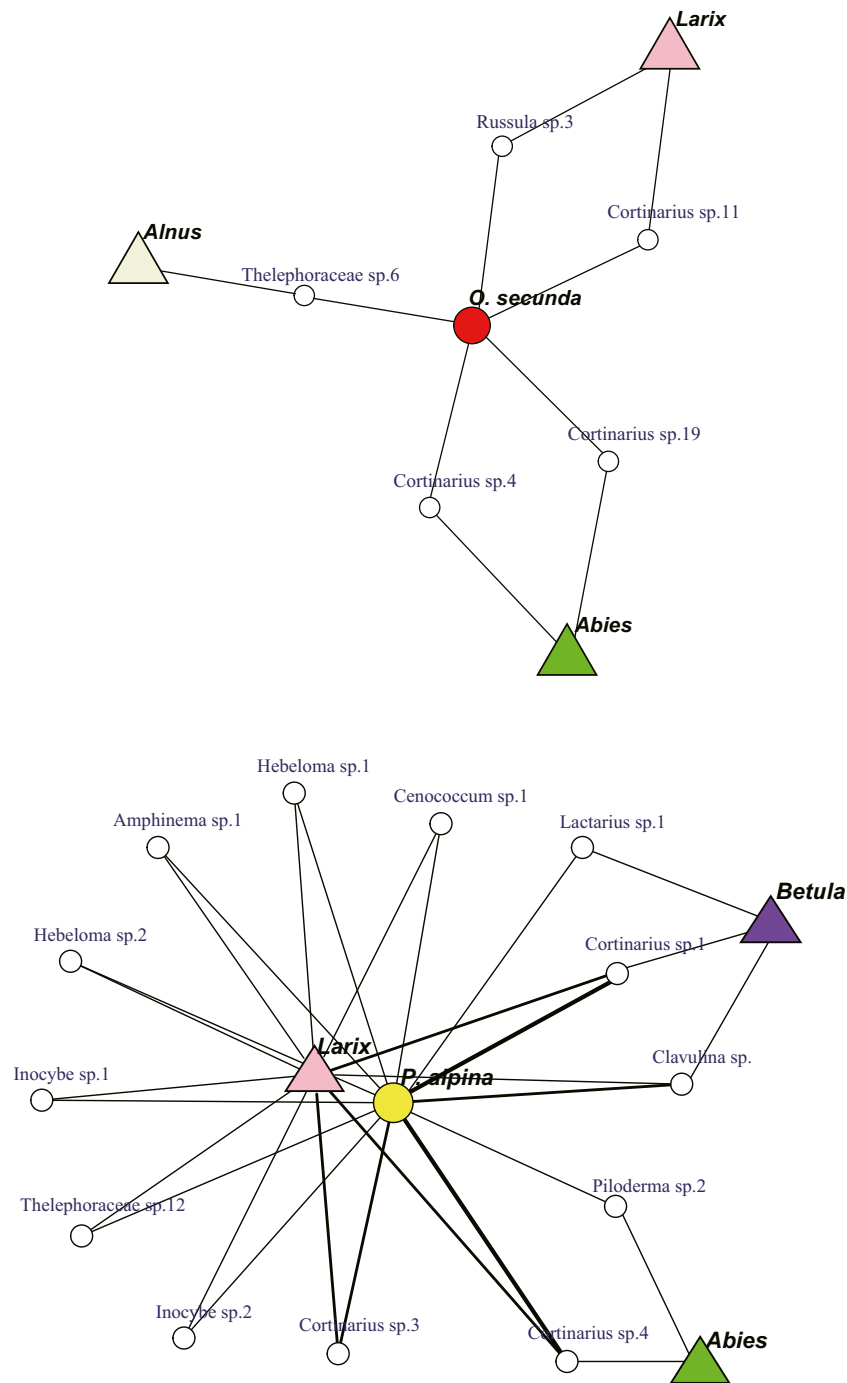 Larix
Russula sp.3
Cortinarius sp.11
Alnus
Thelephoraceae sp.6
O. secunda
Cortinarius sp.19
Cortinarius sp.4
Abies
Hebeloma sp.1
Cenococcum sp.1
Amphinema sp.1
Lactarius sp.1
Betula
Hebeloma sp.2
Cortinarius sp.1
Larix
Clavulina sp.
Inocybe sp.1
P. alpina
Piloderma sp.2
Thelephoraceae sp.12
Inocybe sp.2
Cortinarius sp.3
Cortinarius sp.4
Abies